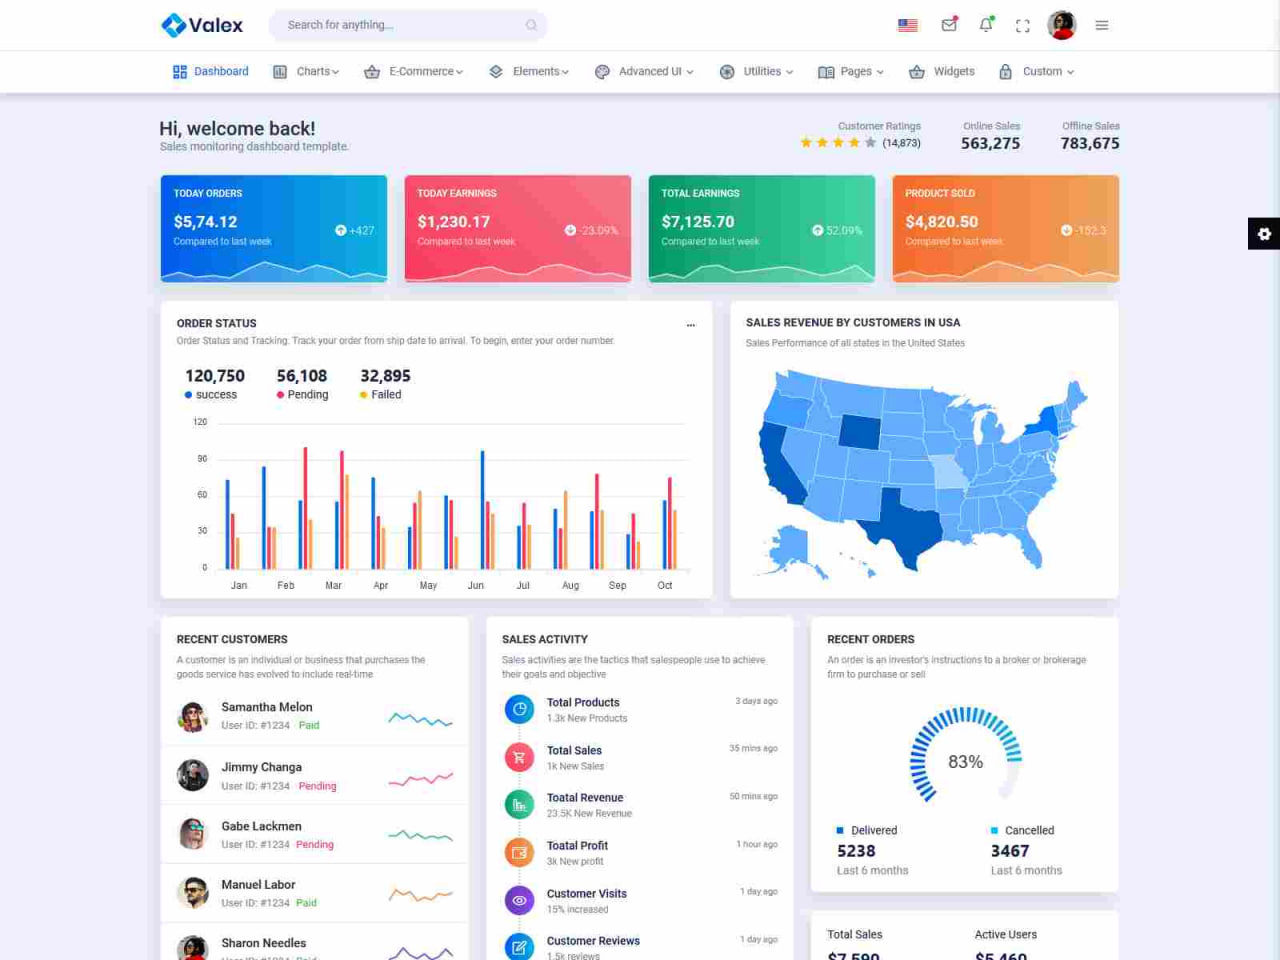 Valex
Search for anything...
Dashboard
Charts
E-Commerce
Elements
Advanced UI
Utilities
Pages
Widgets
Custom
Hi, welcome back!
Sales monitoring dashboard template.
Customer Ratings
(14,873)
Online Sales
563,275
Offline Sales
783,675
TODAY ORDERS
$5,74.12
Compared to last week
+427
TODAY EARNINGS
$1,230.17
Compared to last week
-23.09%
TOTAL EARNINGS
$7,125.70
Compared to last week
52.09%
PRODUCT SOLD
$4,820.50
Compared to last week
-152.3
ORDER STATUS
...
Order Status and Tracking. Track your order from ship date to arrival. To begin, enter your order number.
120,750
success
56,108
Pending
32,895
Failed
120
90
60
30
0
Jan Feb Mar Apr May Jun Jul Aug Sep Oct
SALES REVENUE BY CUSTOMERS IN USA
Sales Performance of all states in the United States
RECENT CUSTOMERS
A customer is an individual or business that purchases the
goods service has evolved to include real-time
Samantha Melon
User ID: #1234 Paid
Jimmy Changa
User ID: #1234 Pending
Gabe Lackmen
User ID: #1234 Pending
Manuel Labor
User ID: #1234 Paid
Sharon Needles
User ID: #1234 Paid
SALES ACTIVITY
Sales activities are the tactics that salespeople use to achieve
their goals and objective
Total Products
3 days ago
1.3k New Products
Total Sales
35 mins ago
1k New Sales
Toatal Revenue
50 mins ago
23.5K New Revenue
Toatal Profit
1 hour ago
3k New profit
Customer Visits
1 day ago
15% increased
Customer Reviews
1 day ago
1.5k reviews
RECENT ORDERS
An order is an investor's instructions to a broker or brokerage
firm to purchase or sell
83%
Delivered
5238
Last 6 months
Cancelled
3467
Last 6 months
Total Sales
$7,590
Active Users
$5,460